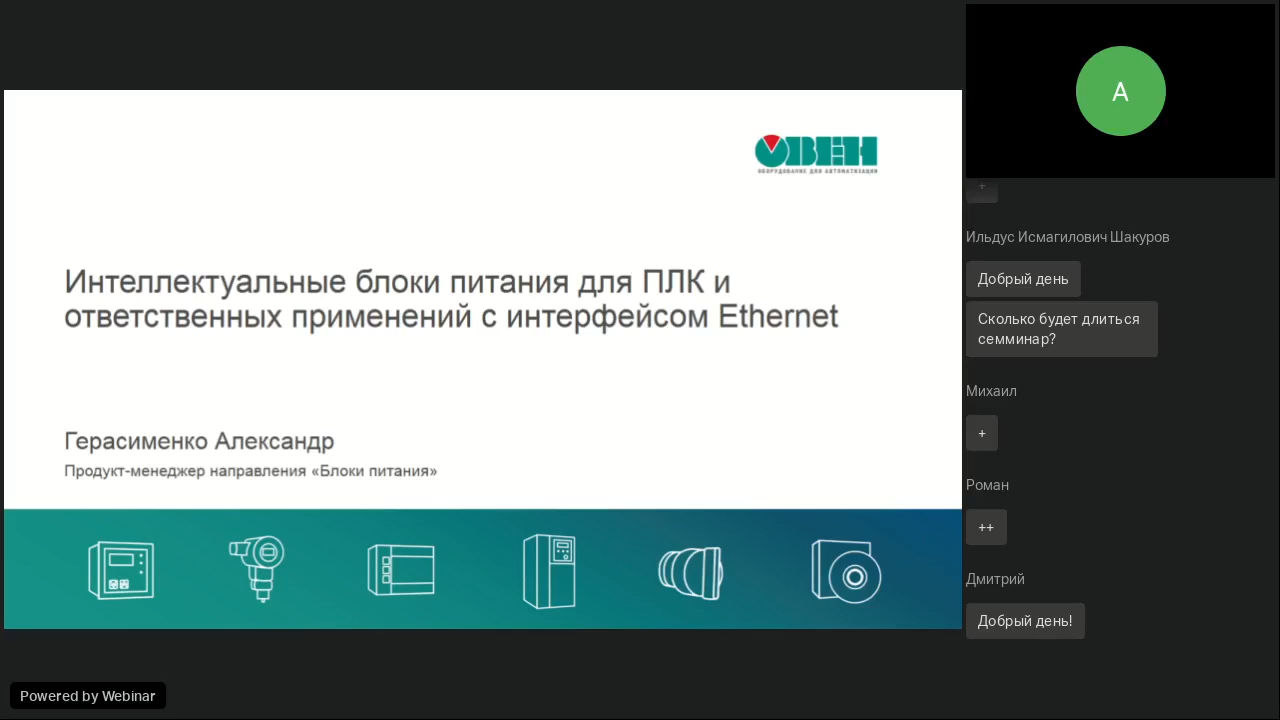 ОВЕН
ОБОРУДОВАНИЕ ДЛЯ АВТОМАТИЗАЦИИ
Интеллектуальные блоки питания для ПЛК и
ответственных применений с интерфейсом Ethernet
Герасименко Александр
Продукт-менеджер направления «Блоки питания»
A
+
Ильдус Исмагилович Шакуров
Добрый день
Сколько будет длиться
семминар?
Михаил
+
Роман
++
Дмитрий
Добрый день!
Powered by Webinar